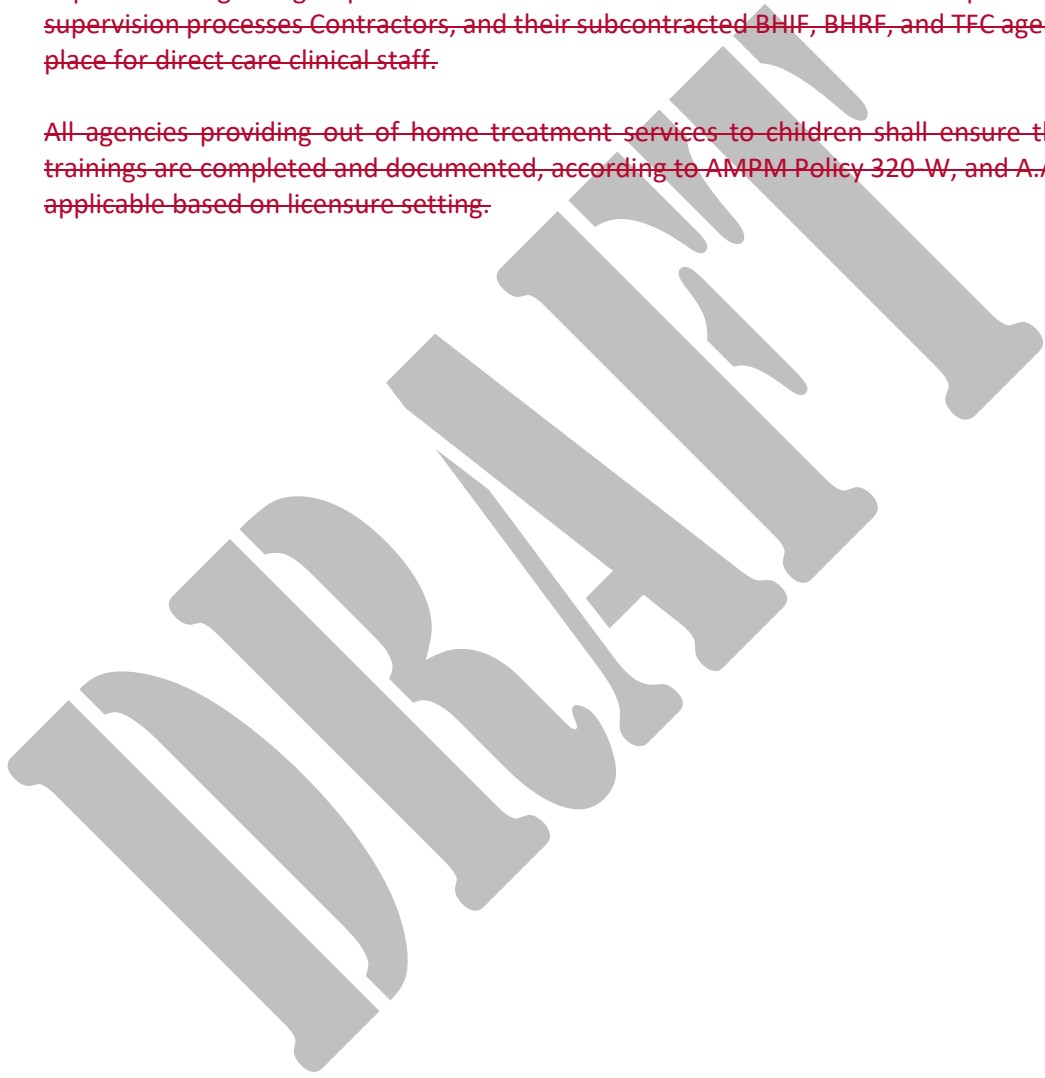 supervision processes Contractors, and their subcontracted BHIF, BHRF, and TFC
place for direct care clinical staff.
All agencies providing out of home treatment services to children shall ensure
trainings are completed and documented, according to AMPM Policy 320-W, and
applicable based on licensure setting.
DRAFT